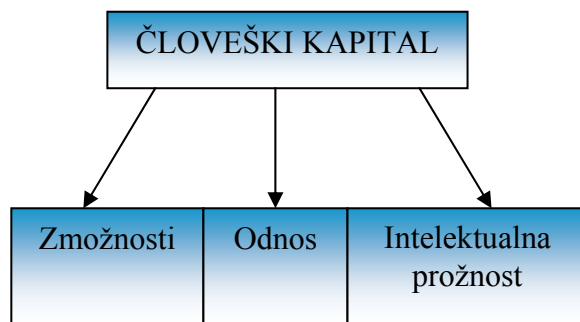 ČLOVEŠKI KAPITAL
Zmožnosti
Odnos
Intelektualna
prožnost